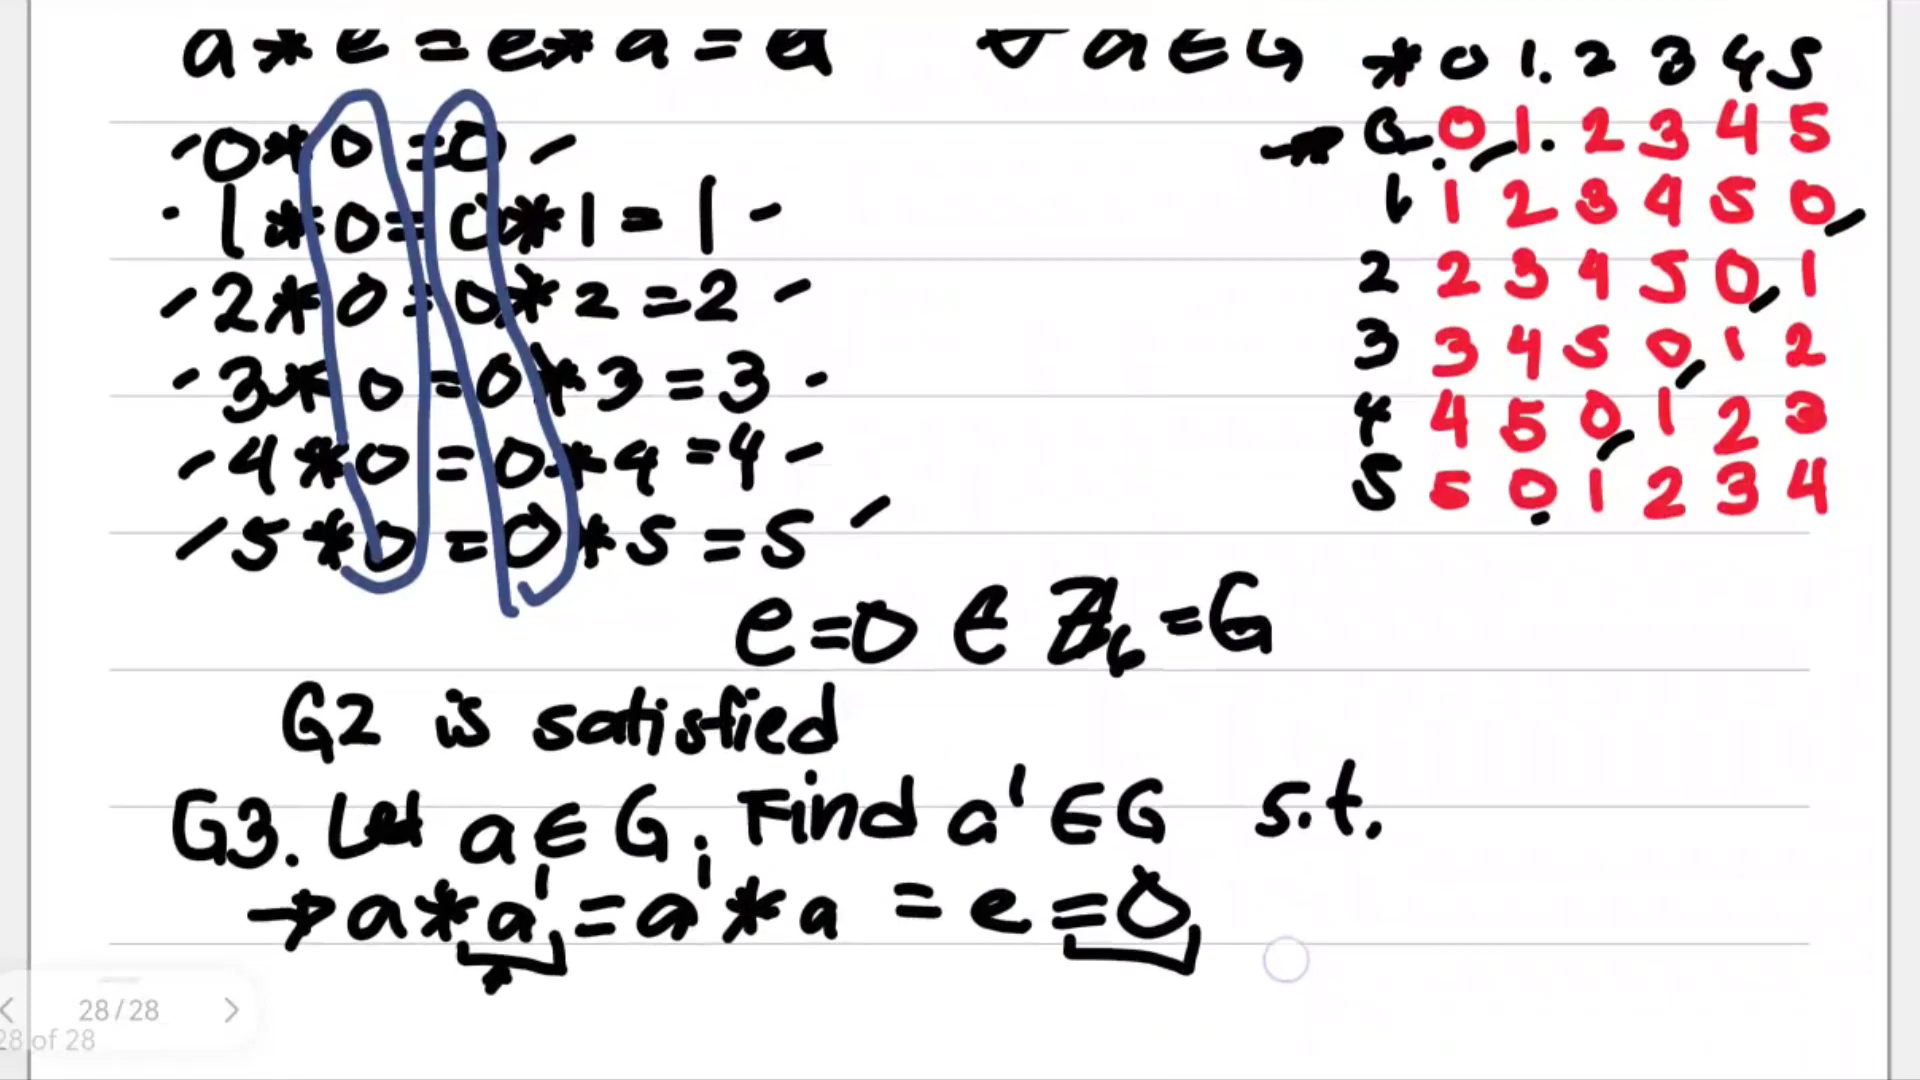 a * e = e * a = a ∀ a ∈ G
0 * 0 = 0
1 * 0 = 0 * 1 = 1
2 * 0 = 0 * 2 = 2
3 * 0 = 0 * 3 = 3
4 * 0 = 0 * 4 = 4
5 * 0 = 0 * 5 = 5
* 0 1. 2 3 4 5
0 0 1. 2 3 4 5
1 1 2 3 4 5 0
2 2 3 4 5 0 1
3 3 4 5 0 1 2
4 4 5 0 1 2 3
5 5 0 1 2 3 4
e = 0 ∈ ℤ₆ = G
G2 is satisfied
G3. Let a ∈ G; Find a' ∈ G s.t.
→ a * a' = a' * a = e = 0
28 / 28
28 of 28